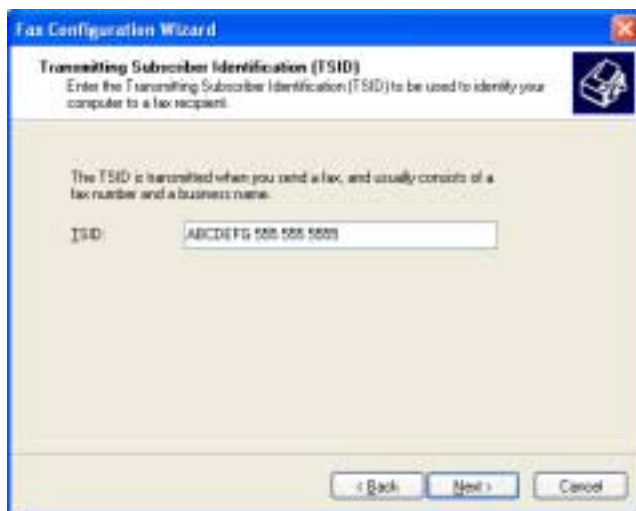 Fax Configuration Wizard
Transmitting Subscriber Identification (TSID)
Enter the Transmitting Subscriber Identification (TSID) to be used to identify your
computer to a fax recipient.
The TSID is transmitted when you send a fax, and usually consists of a
fax number and a business name.
TSID:
ABCDEFG 555 555 5555
< Back
Next >
Cancel